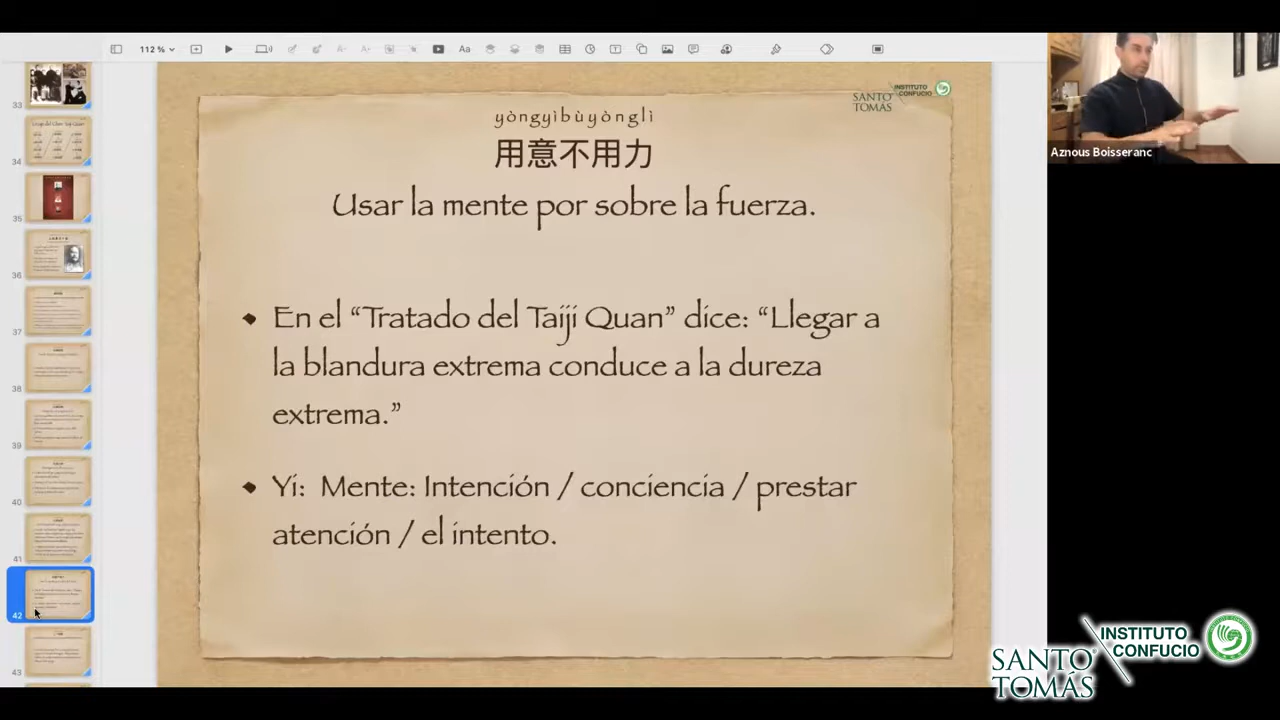 112 %
Aa
33
34
35
36
37
38
39
40
41
42
43
SANTO TOMÁS
INSTITUTO CONFUCIO
yòngyìbùyònglì
用意不用力
Usar la mente por sobre la fuerza.
En el “Tratado del Taiji Quan” dice: “Llegar a
la blandura extrema conduce a la dureza
extrema.”
Yí: Mente: Intención / conciencia / prestar
atención / el intento.
Aznous Boisseranc
INSTITUTO
CONFUCIO
SANTO
TOMÁS